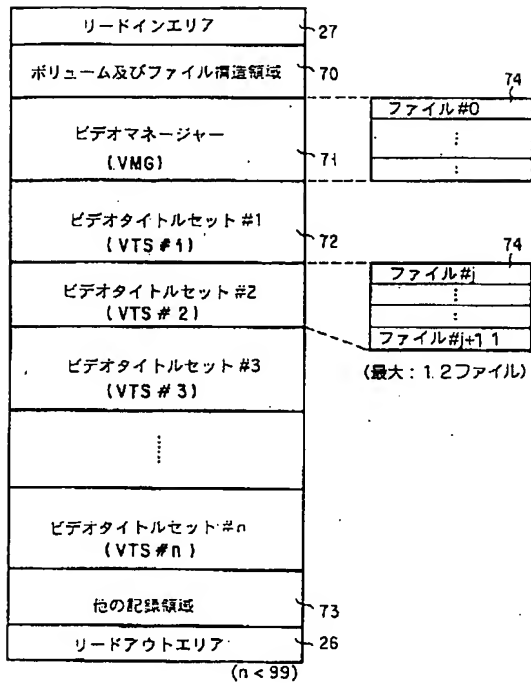 リードインエリア
27
ボリューム及びファイル構造領域
70
ビデオマネージャー
(VMG)
71
74
ファイル#0
ビデオタイトルセット #1
(VTS #1)
72
ビデオタイトルセット #2
(VTS # 2)
74
ファイル#j
ファイル#j+11
(最大:12ファイル)
ビデオタイトルセット #3
(VTS # 3)
ビデオタイトルセット #n
(VTS #n)
他の記録領域
73
リードアウトエリア
26
(n < 99)